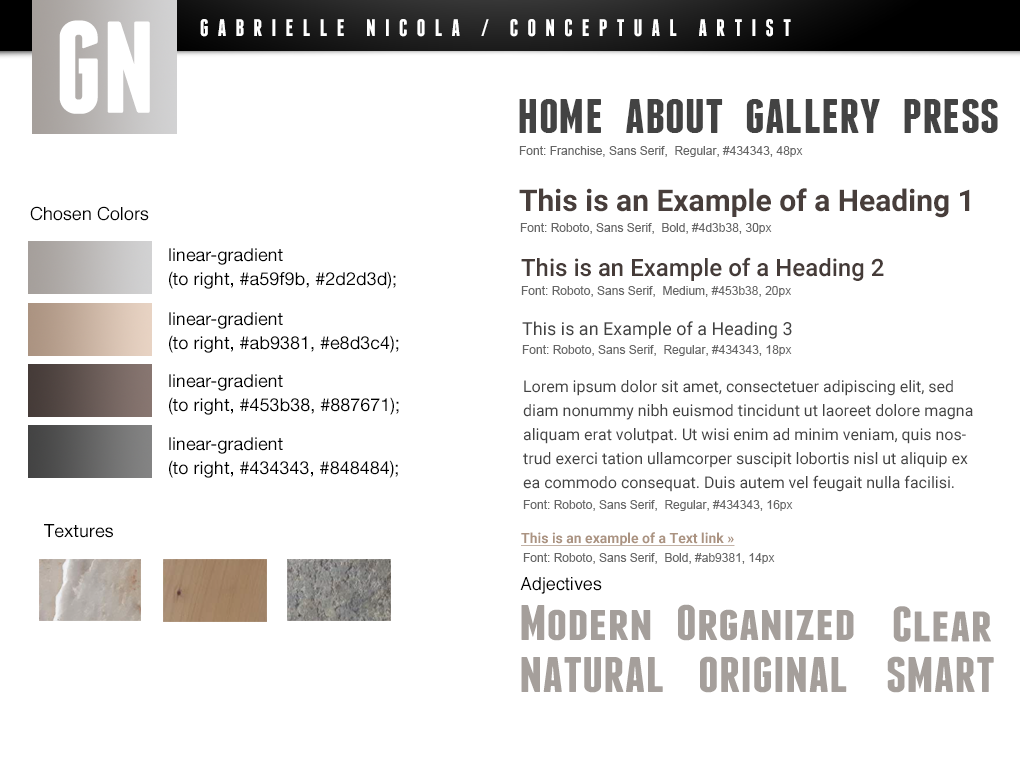 GN
GABRIELLE NICOLA / CONCEPTUAL ARTIST
Chosen Colors
linear-gradient
(to right, #a59f9b, #2d2d3d);
linear-gradient
(to right, #ab9381, #e8d3c4);
linear-gradient
(to right, #453b38, #887671);
linear-gradient
(to right, #434343, #848484);
Textures
HOME ABOUT GALLERY PRESS
Font: Franchise, Sans Serif, Regular, #434343, 48px
This is an Example of a Heading 1
Font: Roboto, Sans Serif, Bold, #4d3b38, 30px
This is an Example of a Heading 2
Font: Roboto, Sans Serif, Medium, #453b38, 20px
This is an Example of a Heading 3
Font: Roboto, Sans Serif, Regular, #434343, 18px
Lorem ipsum dolor sit amet, consectetuer adipiscing elit, sed
diam nonummy nibh euismod tincidunt ut laoreet dolore magna
aliquam erat volutpat. Ut wisi enim ad minim veniam, quis nos-
trud exerci tation ullamcorper suscipit lobortis nisl ut aliquip ex
ea commodo consequat. Duis autem vel feugait nulla facilisi.
Font: Roboto, Sans Serif, Regular, #434343, 16px
This is an example of a Text link »
Font: Roboto, Sans Serif, Bold, #ab9381, 14px
Adjectives
MODERN ORGANIZED CLEAR
NATURAL ORIGINAL SMART